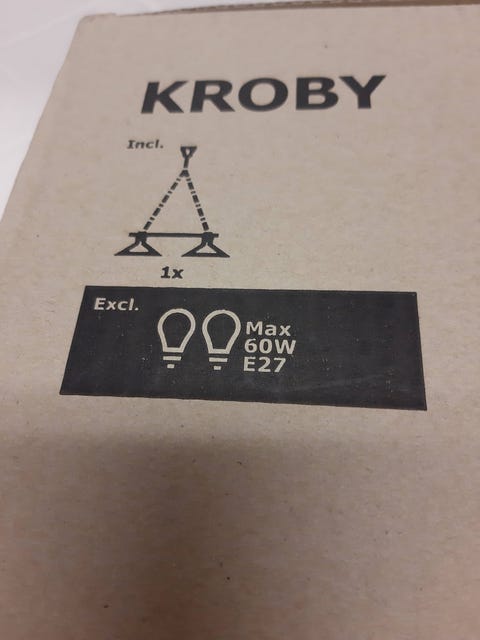 KROBY
Incl.
1x
Excl.
Max
60W
E27